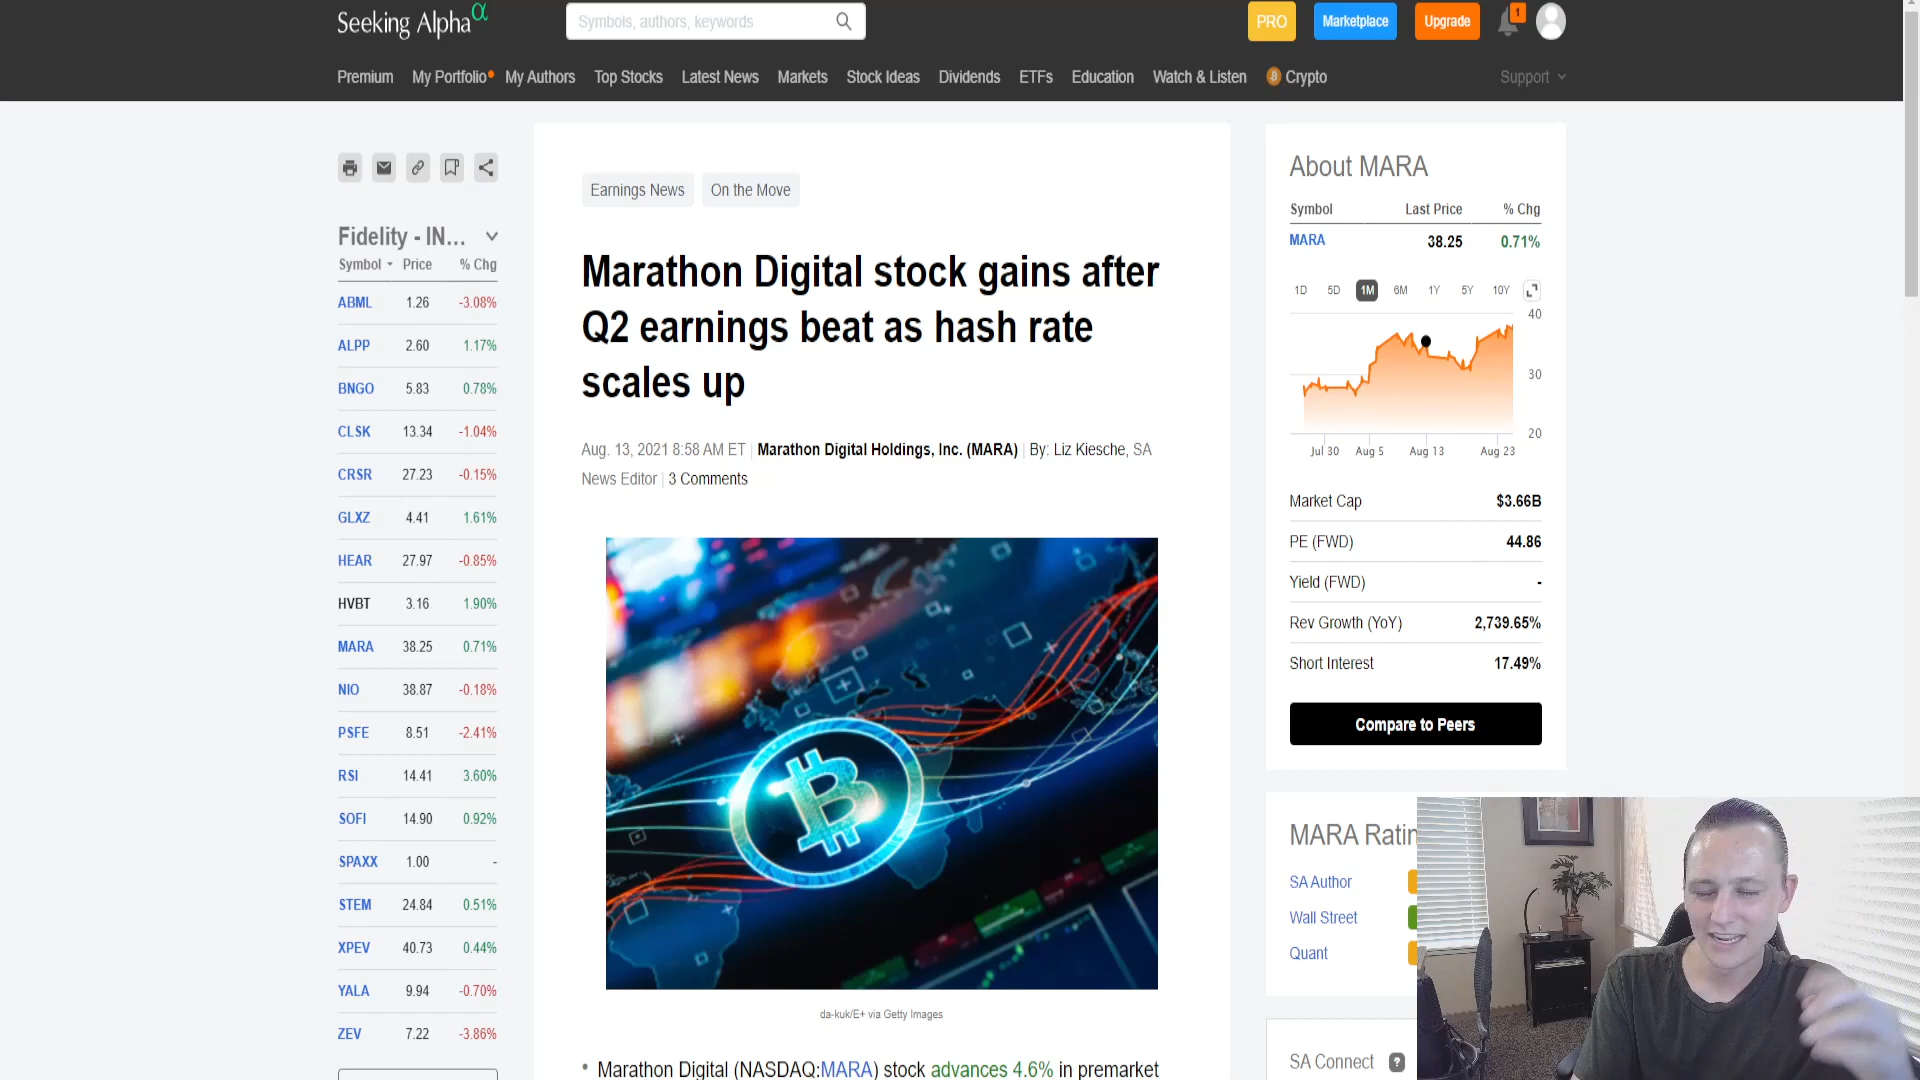 Seeking Alpha α
Symbols, authors, keywords
PRO
Marketplace
Upgrade
1
Premium My Portfolio My Authors Top Stocks Latest News Markets Stock Ideas Dividends ETFs Education Watch & Listen Crypto Support
Fidelity - IN...
Symbol Price % Chg
ABML 1.26 -3.08%
ALPP 2.60 1.17%
BNGO 5.83 0.78%
CLSK 13.34 -1.04%
CRSR 27.23 -0.15%
GLXZ 4.41 1.61%
HEAR 27.97 -0.85%
HVBT 3.16 1.90%
MARA 38.25 0.71%
NIO 38.87 -0.18%
PSFE 8.51 -2.41%
RSI 14.41 3.60%
SOFI 14.90 0.92%
SPAXX 1.00 -
STEM 24.84 0.51%
XPEV 40.73 0.44%
YALA 9.94 -0.70%
ZEV 7.22 -3.86%
Earnings News On the Move
Marathon Digital stock gains after
Q2 earnings beat as hash rate
scales up
Aug. 13, 2021 8:58 AM ET | Marathon Digital Holdings, Inc. (MARA) | By: Liz Kiesche, SA
News Editor | 3 Comments
da-kuk/E+ via Getty Images
• Marathon Digital (NASDAQ:MARA) stock advances 4.6% in premarket
About MARA
Symbol Last Price % Chg
MARA 38.25 0.71%
1D 5D 1M 6M 1Y 5Y 10Y
40
30
20
Jul 30 Aug 5 Aug 13 Aug 23
Market Cap $3.66B
PE (FWD) 44.86
Yield (FWD) -
Rev Growth (YoY) 2,739.65%
Short Interest 17.49%
Compare to Peers
MARA Ratin
SA Author
Wall Street
Quant
SA Connect ?